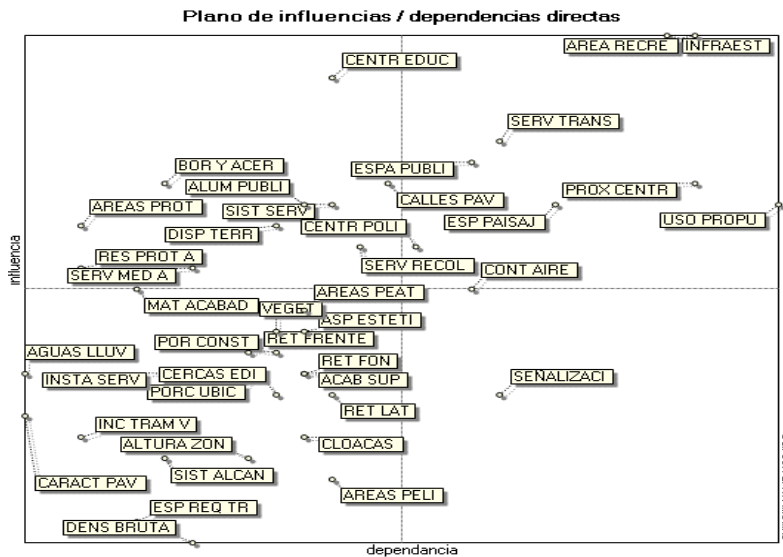 Plano de influencias / dependencias directas
AREA RECRE
INFRAEST
CENTR EDUC
SERV TRANS
BOR Y ACER
ESPA PUBLI
ALUM PUBLI
PROX CENTR
CALLES PAV
AREAS PROT
SIST SERV
USO PROPU
ESP PAISAJ
CENTR POLI
DISP TERR
RES PROT A
SERV RECOL
CONT AIRE
SERV MED A
influencia
AREAS PEAT
MAT ACABAD
VEGET
ASP ESTETI
RET FRENTE
POR CONST
AGUAS LLUV
RET FON
CERCAS EDI
SEÑALIZACI
INSTA SERV
ACAB SUP
PORC UBIC
RET LAT
INC TRAM V
ALTURA ZON
CLOACAS
SIST ALCAN
CARACT PAV
AREAS PELI
ESP REQ TR
DENS BRUTA
dependancia